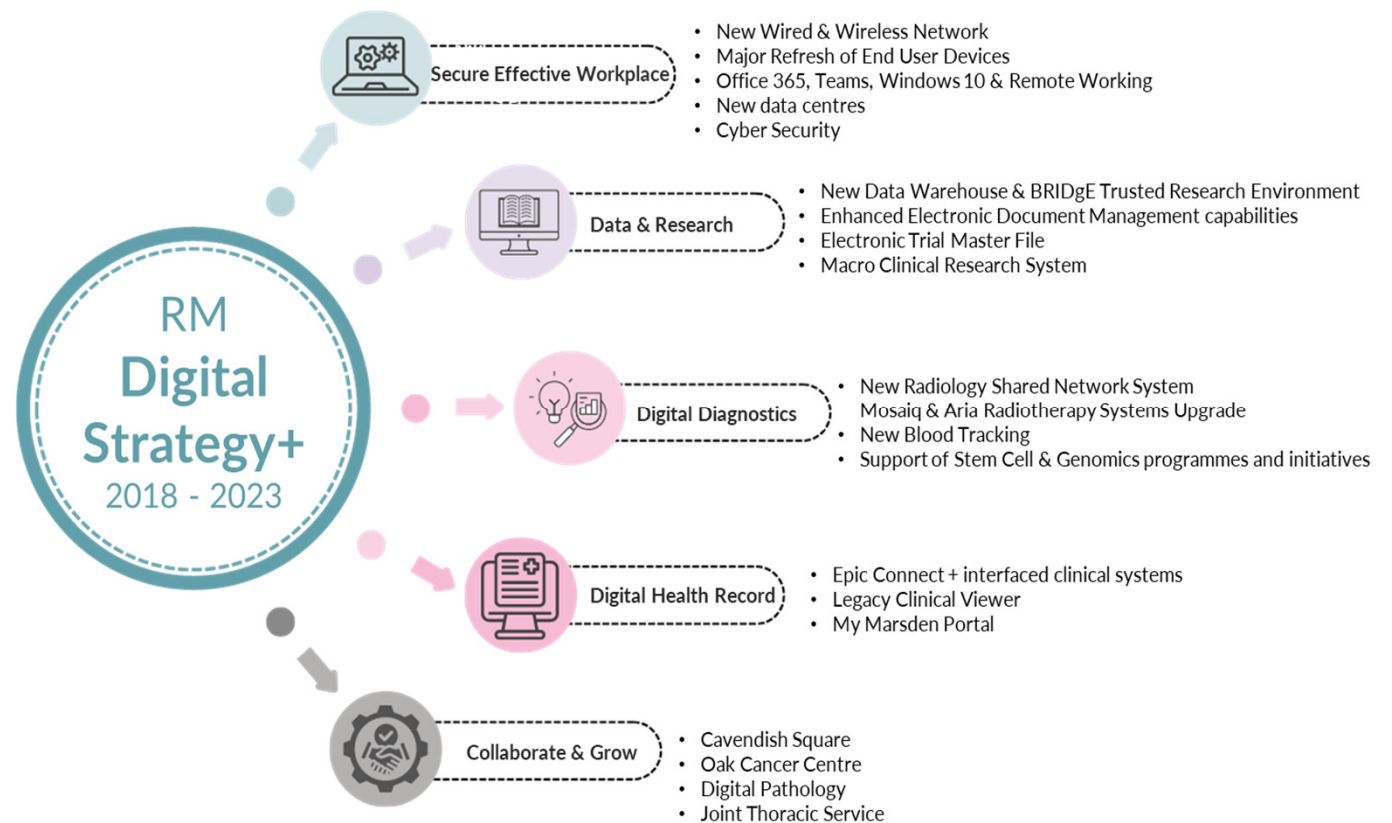 RM
Digital
Strategy+
2018 - 2023
Secure Effective Workplace
• New Wired & Wireless Network
• Major Refresh of End User Devices
• Office 365, Teams, Windows 10 & Remote Working
• New data centres
• Cyber Security
Data & Research
• New Data Warehouse & BRIDgE Trusted Research Environment
• Enhanced Electronic Document Management capabilities
• Electronic Trial Master File
• Macro Clinical Research System
Digital Diagnostics
• New Radiology Shared Network System
Mosaiq & Aria Radiotherapy Systems Upgrade
• New Blood Tracking
• Support of Stem Cell & Genomics programmes and initiatives
Digital Health Record
• Epic Connect + interfaced clinical systems
• Legacy Clinical Viewer
• My Marsden Portal
Collaborate & Grow
• Cavendish Square
• Oak Cancer Centre
• Digital Pathology
• Joint Thoracic Service